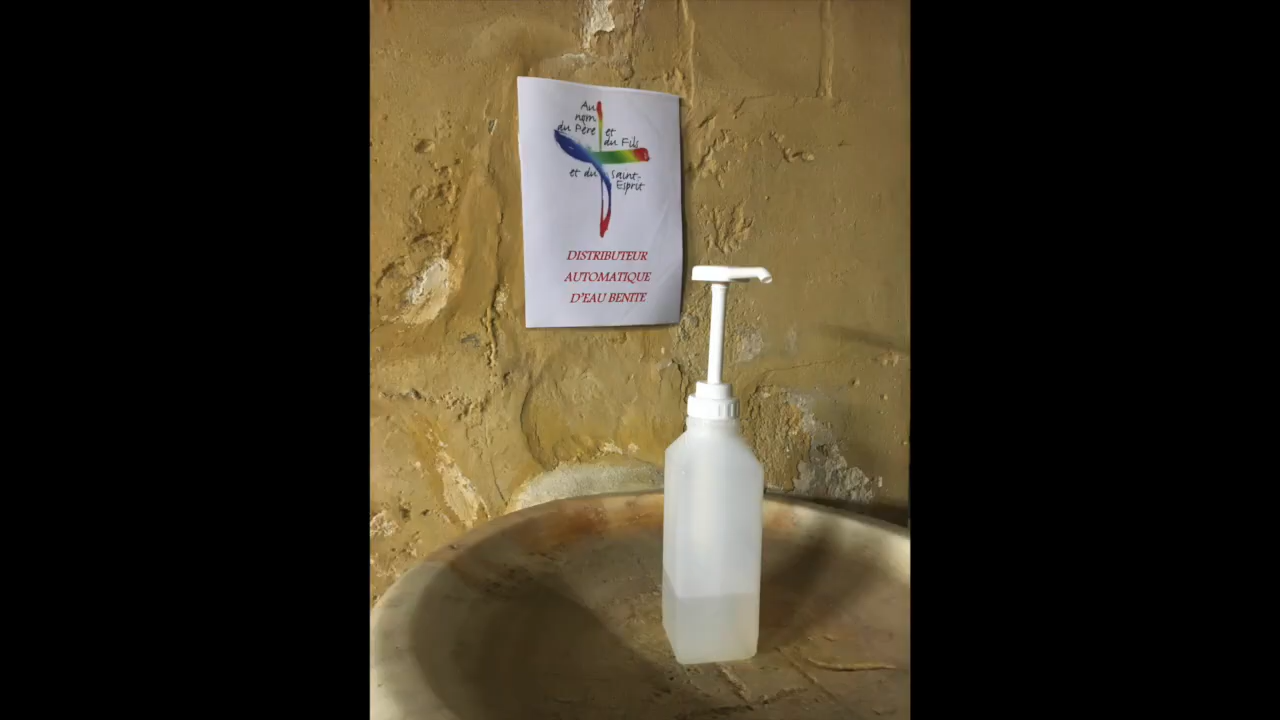 Au
nom
du Père et
du Fils
et du Saint-
Esprit
DISTRIBUTEUR
AUTOMATIQUE
D'EAU BENITE